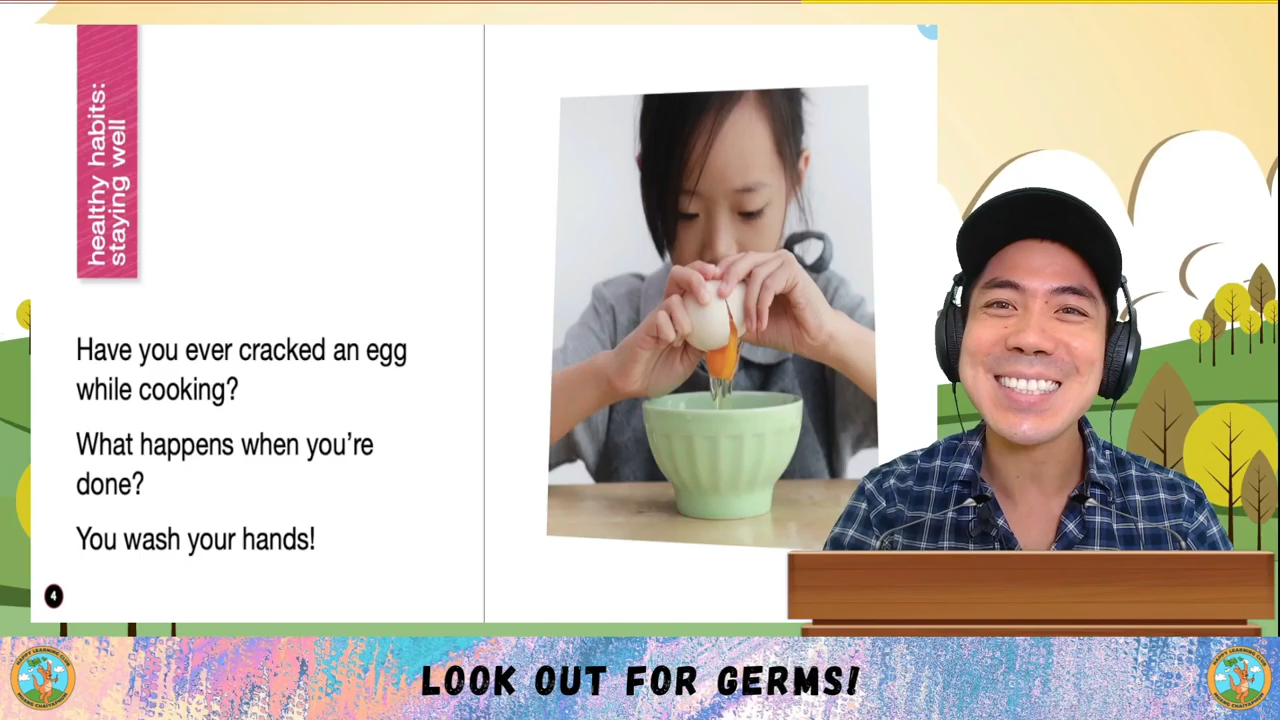 healthy habits:
staying well
Have you ever cracked an egg
while cooking?
What happens when you're
done?
You wash your hands!
4
LOOK OUT FOR GERMS!